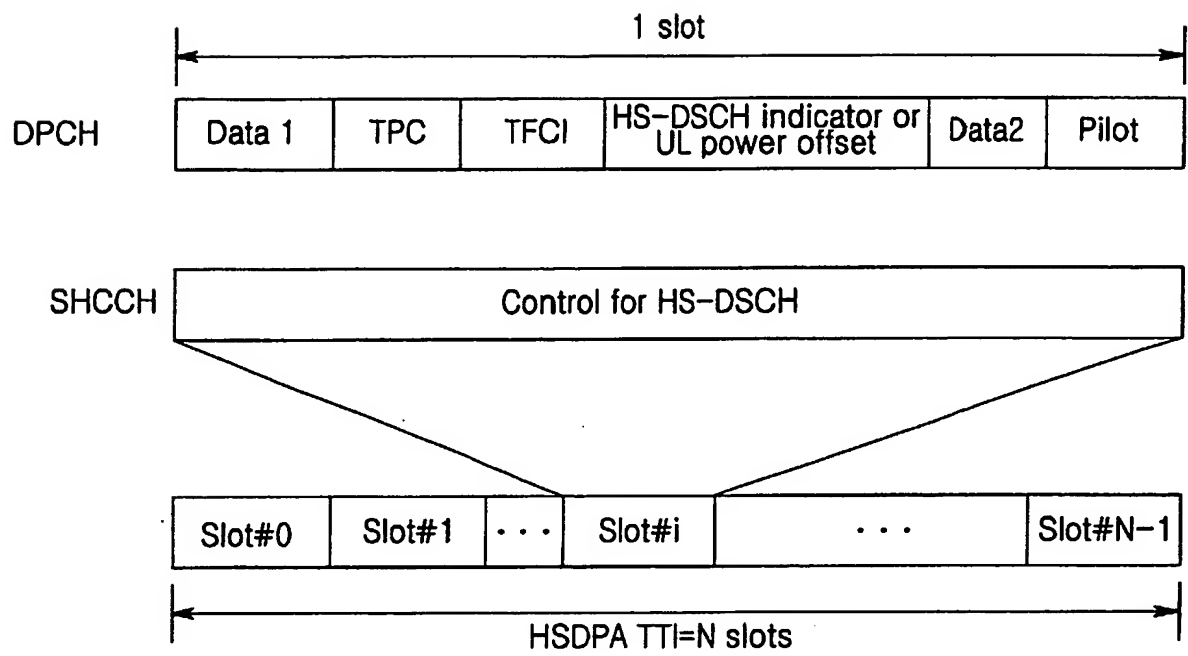 1 slot
DPCH
Data 1
TPC
TFCI
HS-DSCH indicator or
UL power offset
Data2
Pilot
SHCCH
Control for HS-DSCH
Slot#0
Slot#1
· · ·
Slot#i
· · ·
Slot#N-1
HSDPA TTI=N slots